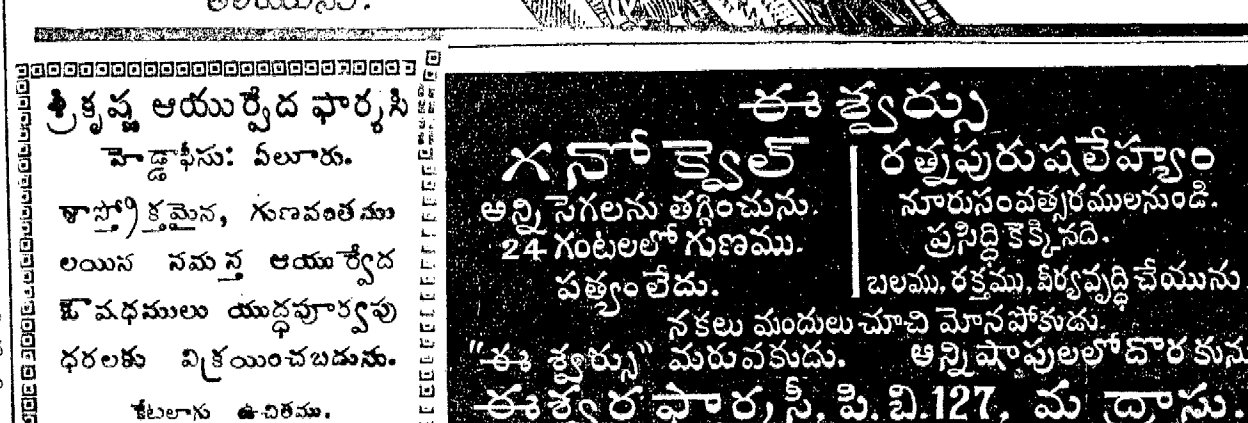 శ్రీకృష్ణ ఆయుర్వేద ఫార్మసి
హెడ్డాఫీసు: ఏలూరు.
శాస్త్రోక్తమైన, గుణవంతము
లయిన సమస్త ఆయుర్వేద
ఔషధములు యుద్ధపూర్వపు
ధరలకు విక్రయించబడును.
కేటలాగు ఉచితము.
ఈశ్వర్సు
గనోక్వెల్
అన్ని సెగలను తగ్గించును.
24 గంటలలో గుణము.
పత్యం లేదు.
రత్నపురుషలేహ్యం
నూరుసంవత్సరములనుండి.
ప్రసిద్ధి కెక్కినది.
బలము, రక్తము, వీర్యవృద్ధి చేయును.
నకలు మందులు చూచి మోసపోకుడు.
"ఈశ్వర్సు" మరువకుడు. అన్నిషాపులలో దొరకును
ఈశ్వర ఫార్మసీ, పి.బి.127, మద్రాసు.